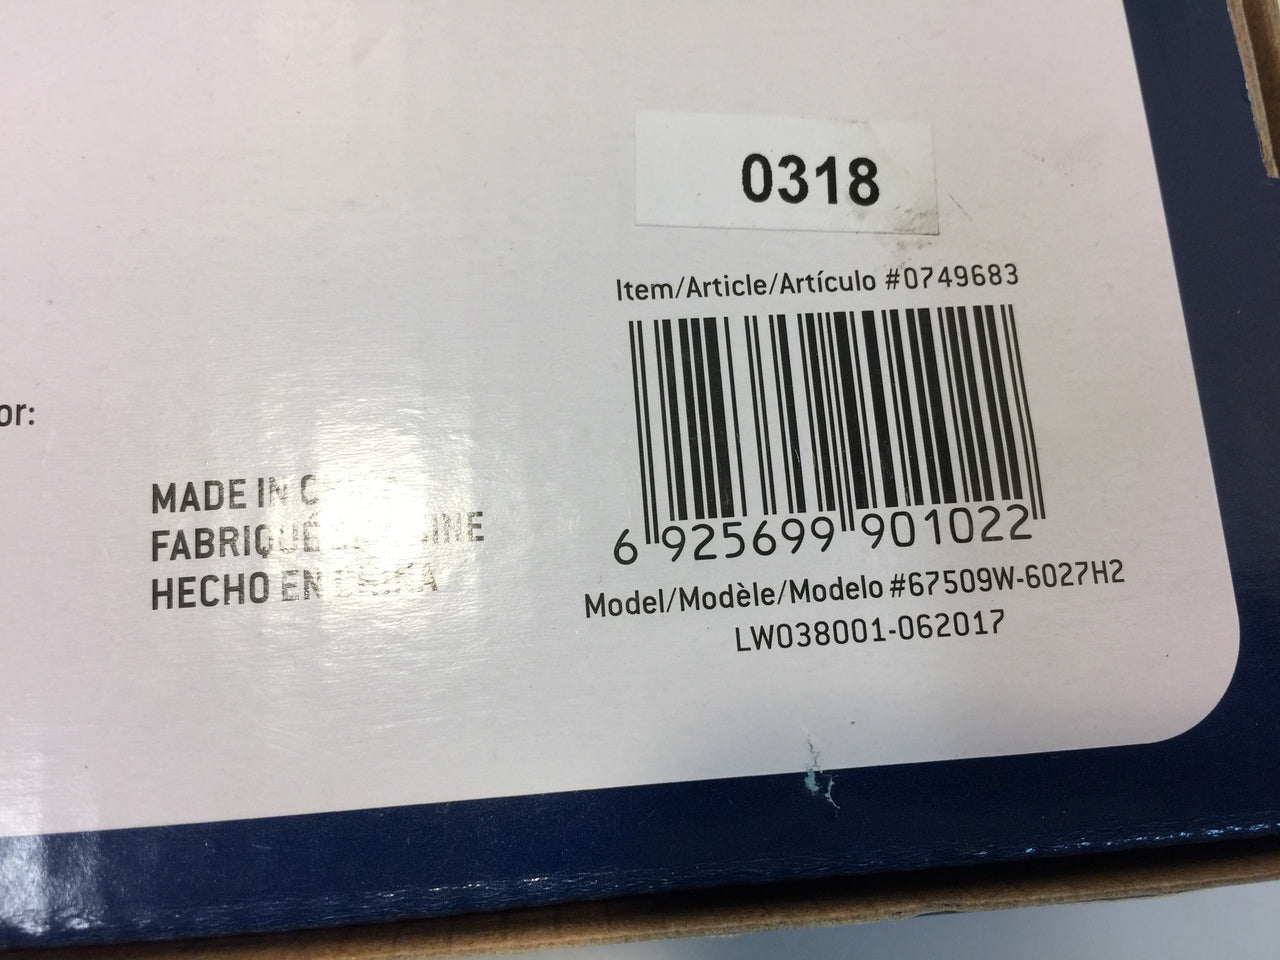 0318
Item/Article/Artículo #0749683
or:
6 925699 901022
MADE IN
FABRIQUÉ
HECHO EN CHINA
Model/Modèle/Modelo #67509W-6027H2
LW038001-062017